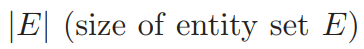 |E| (size of entity set E)